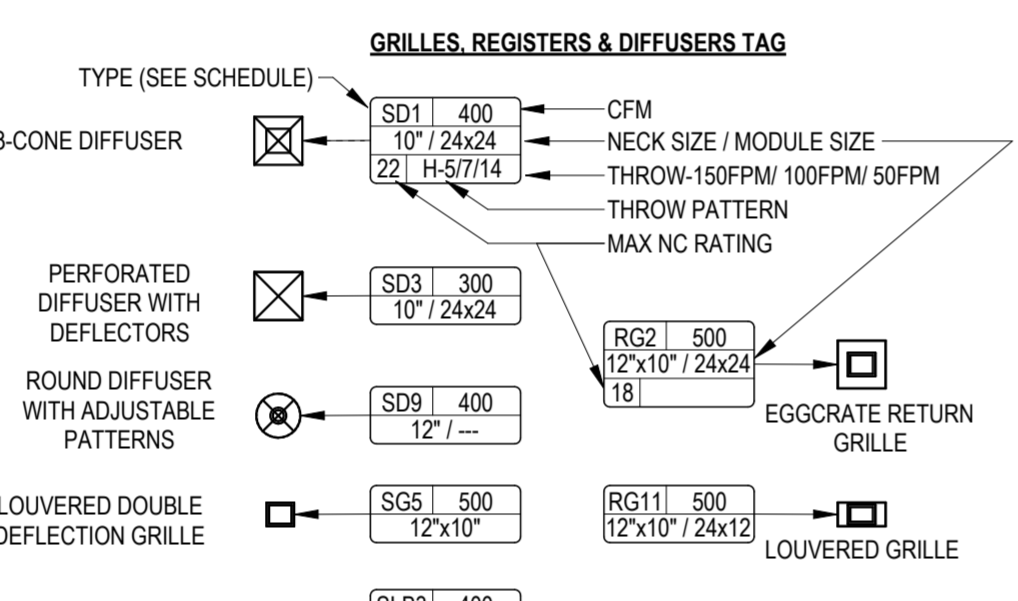 GRILLES, REGISTERS & DIFFUSERS TAG
TYPE (SEE SCHEDULE)
3-CONE DIFFUSER
SD1 400
10" / 24x24
22 H-5/7/14
CFM
NECK SIZE / MODULE SIZE
THROW-150FPM/ 100FPM/ 50FPM
THROW PATTERN
MAX NC RATING
PERFORATED
DIFFUSER WITH
DEFLECTORS
SD3 300
10" / 24x24
RG2 500
12"x10" / 24x24
18
EGGCRATE RETURN
GRILLE
ROUND DIFFUSER
WITH ADJUSTABLE
PATTERNS
SD9 400
12" / ---
LOUVERED DOUBLE
DEFLECTION GRILLE
SG5 500
12"x10"
RG11 500
12"x10" / 24x12
LOUVERED GRILLE
400